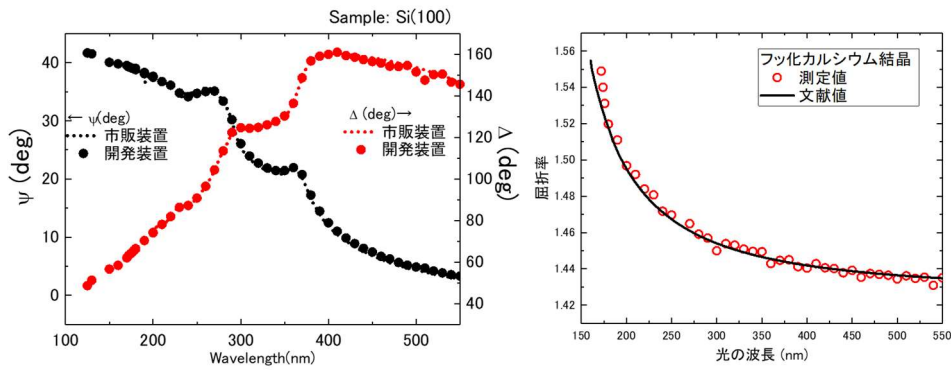 Sample: Si(100)
40
30
20
10
0
ψ (deg)
160
140
120
100
80
60
40
Δ (deg)
← ψ(deg)
市販装置
開発装置
Δ (deg)→
市販装置
開発装置
100 200 300 400 500
Wavelength(nm)
1.56
1.54
1.52
1.50
1.48
1.46
1.44
1.42
屈折率
フッ化カルシウム結晶
測定値
文献値
150 200 250 300 350 400 450 500 550
光の波長 (nm)